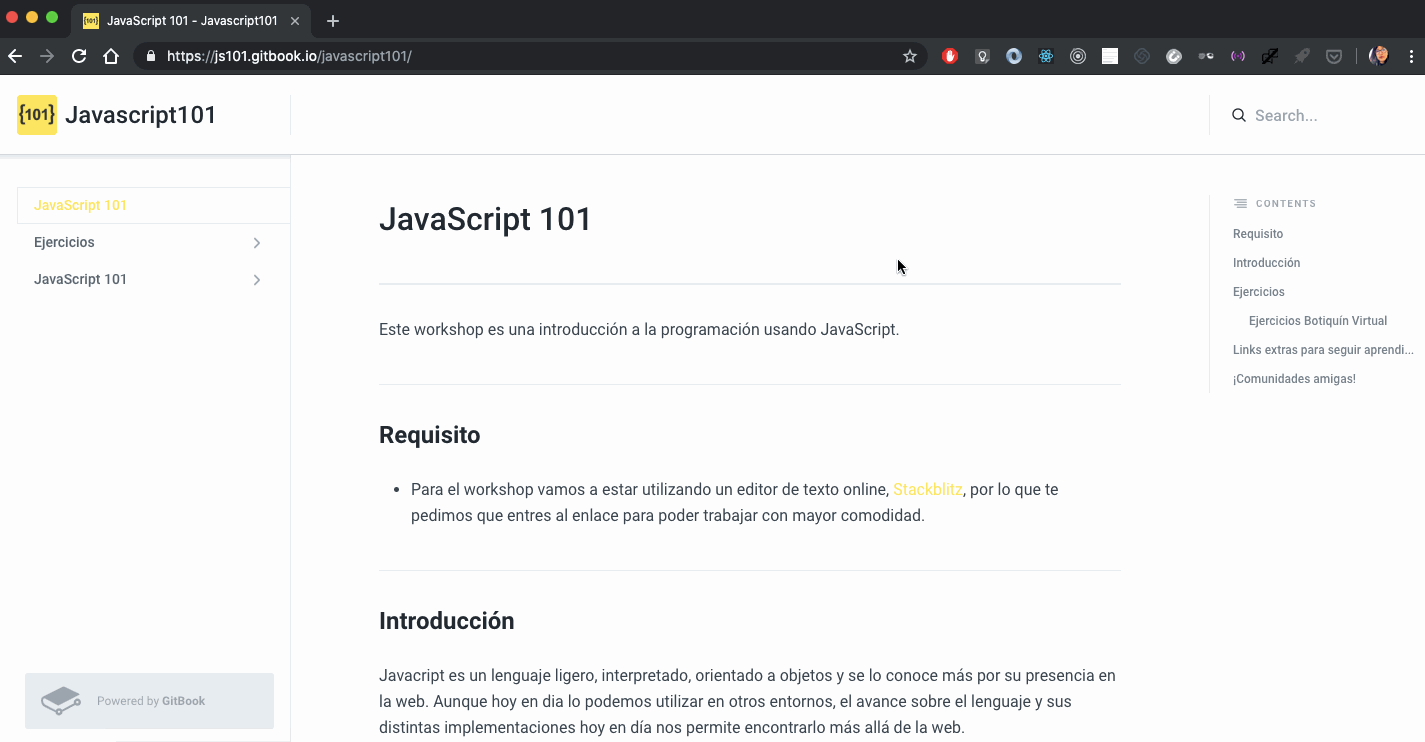 JavaScript 101 - Javascript101
https://js101.gitbook.io/javascript101/
{101} Javascript101
Search...
JavaScript 101
Ejercicios
JavaScript 101
Powered by GitBook
JavaScript 101
Este workshop es una introducción a la programación usando JavaScript.
Requisito
Para el workshop vamos a estar utilizando un editor de texto online, Stackblitz, por lo que te
pedimos que entres al enlace para poder trabajar con mayor comodidad.
Introducción
Javacript es un lenguaje ligero, interpretado, orientado a objetos y se lo conoce más por su presencia en
la web. Aunque hoy en dia lo podemos utilizar en otros entornos, el avance sobre el lenguaje y sus
distintas implementaciones hoy en día nos permite encontrarlo más allá de la web.
CONTENTS
Requisito
Introducción
Ejercicios
Ejercicios Botiquín Virtual
Links extras para seguir aprendi...
¡Comunidades amigas!